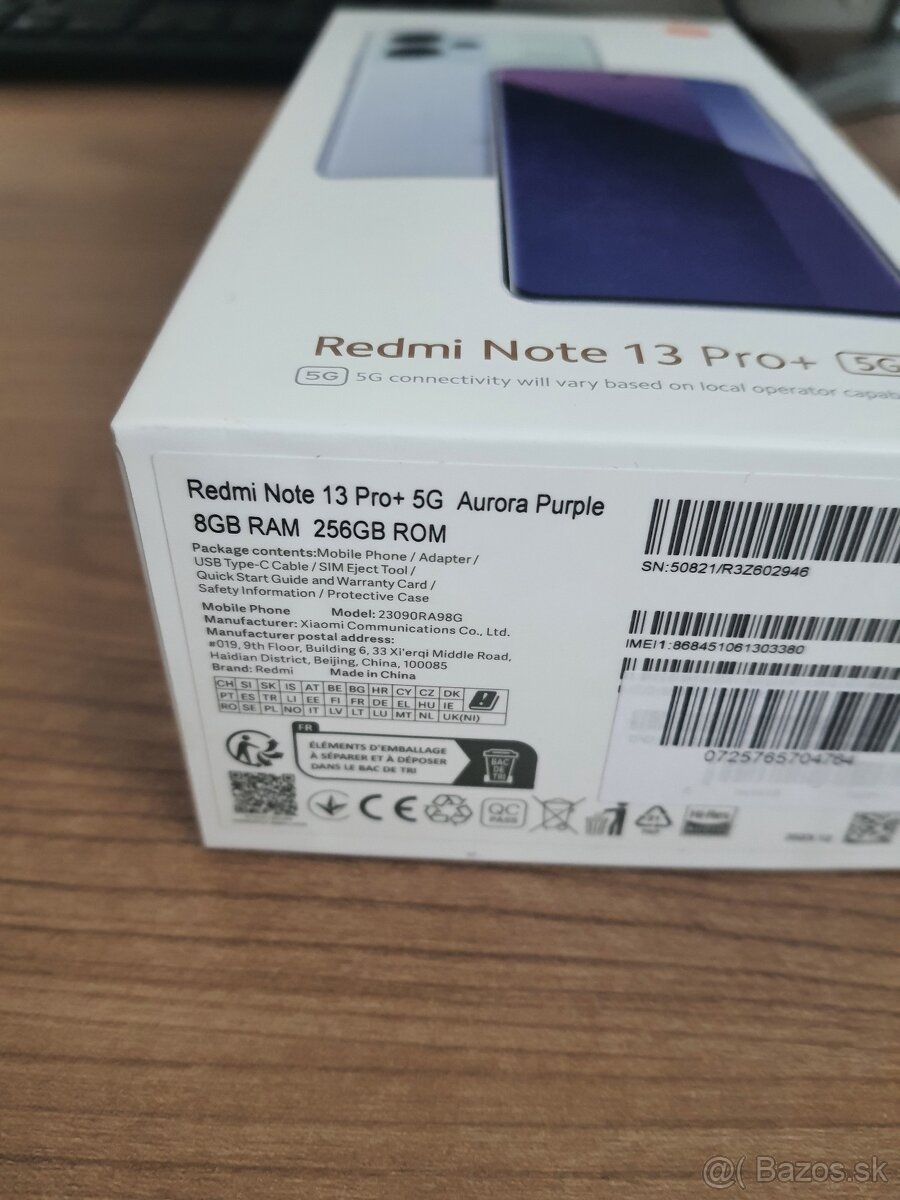 Redmi Note 13 Pro+ 5G
5G 5G connectivity will vary based on local operator
Redmi Note 13 Pro+ 5G Aurora Purple
8GB RAM 256GB ROM
Package contents:Mobile Phone / Adapter /
USB Type-C Cable / SIM Eject Tool /
Quick Start Guide and Warranty Card /
Safety Information / Protective Case
Mobile Phone Model: 23090RA98G
Manufacturer: Xiaomi Communications Co., Ltd.
Manufacturer postal address:
#019, 9th Floor, Building 6, 33 Xi'erqi Middle Road,
Haidian District, Beijing, China, 100085
Brand: Redmi Made in China
CH SI SK IS AT BE BG HR CY CZ DK
PT ES TR LI EE FI FR DE EL HU IE
RO SE PL NO IT LV LT LU MT NL UK(NI)
FR
ÉLÉMENTS D'EMBALLAGE
À SÉPARER ET À DÉPOSER
DANS LE BAC DE TRI
BAC
DE
TRI
CE
QC
PASS
SN:50821/R3Z602946
IMEI1:868451061303380
0725765704764
Hi-Res
@( Bazos.sk